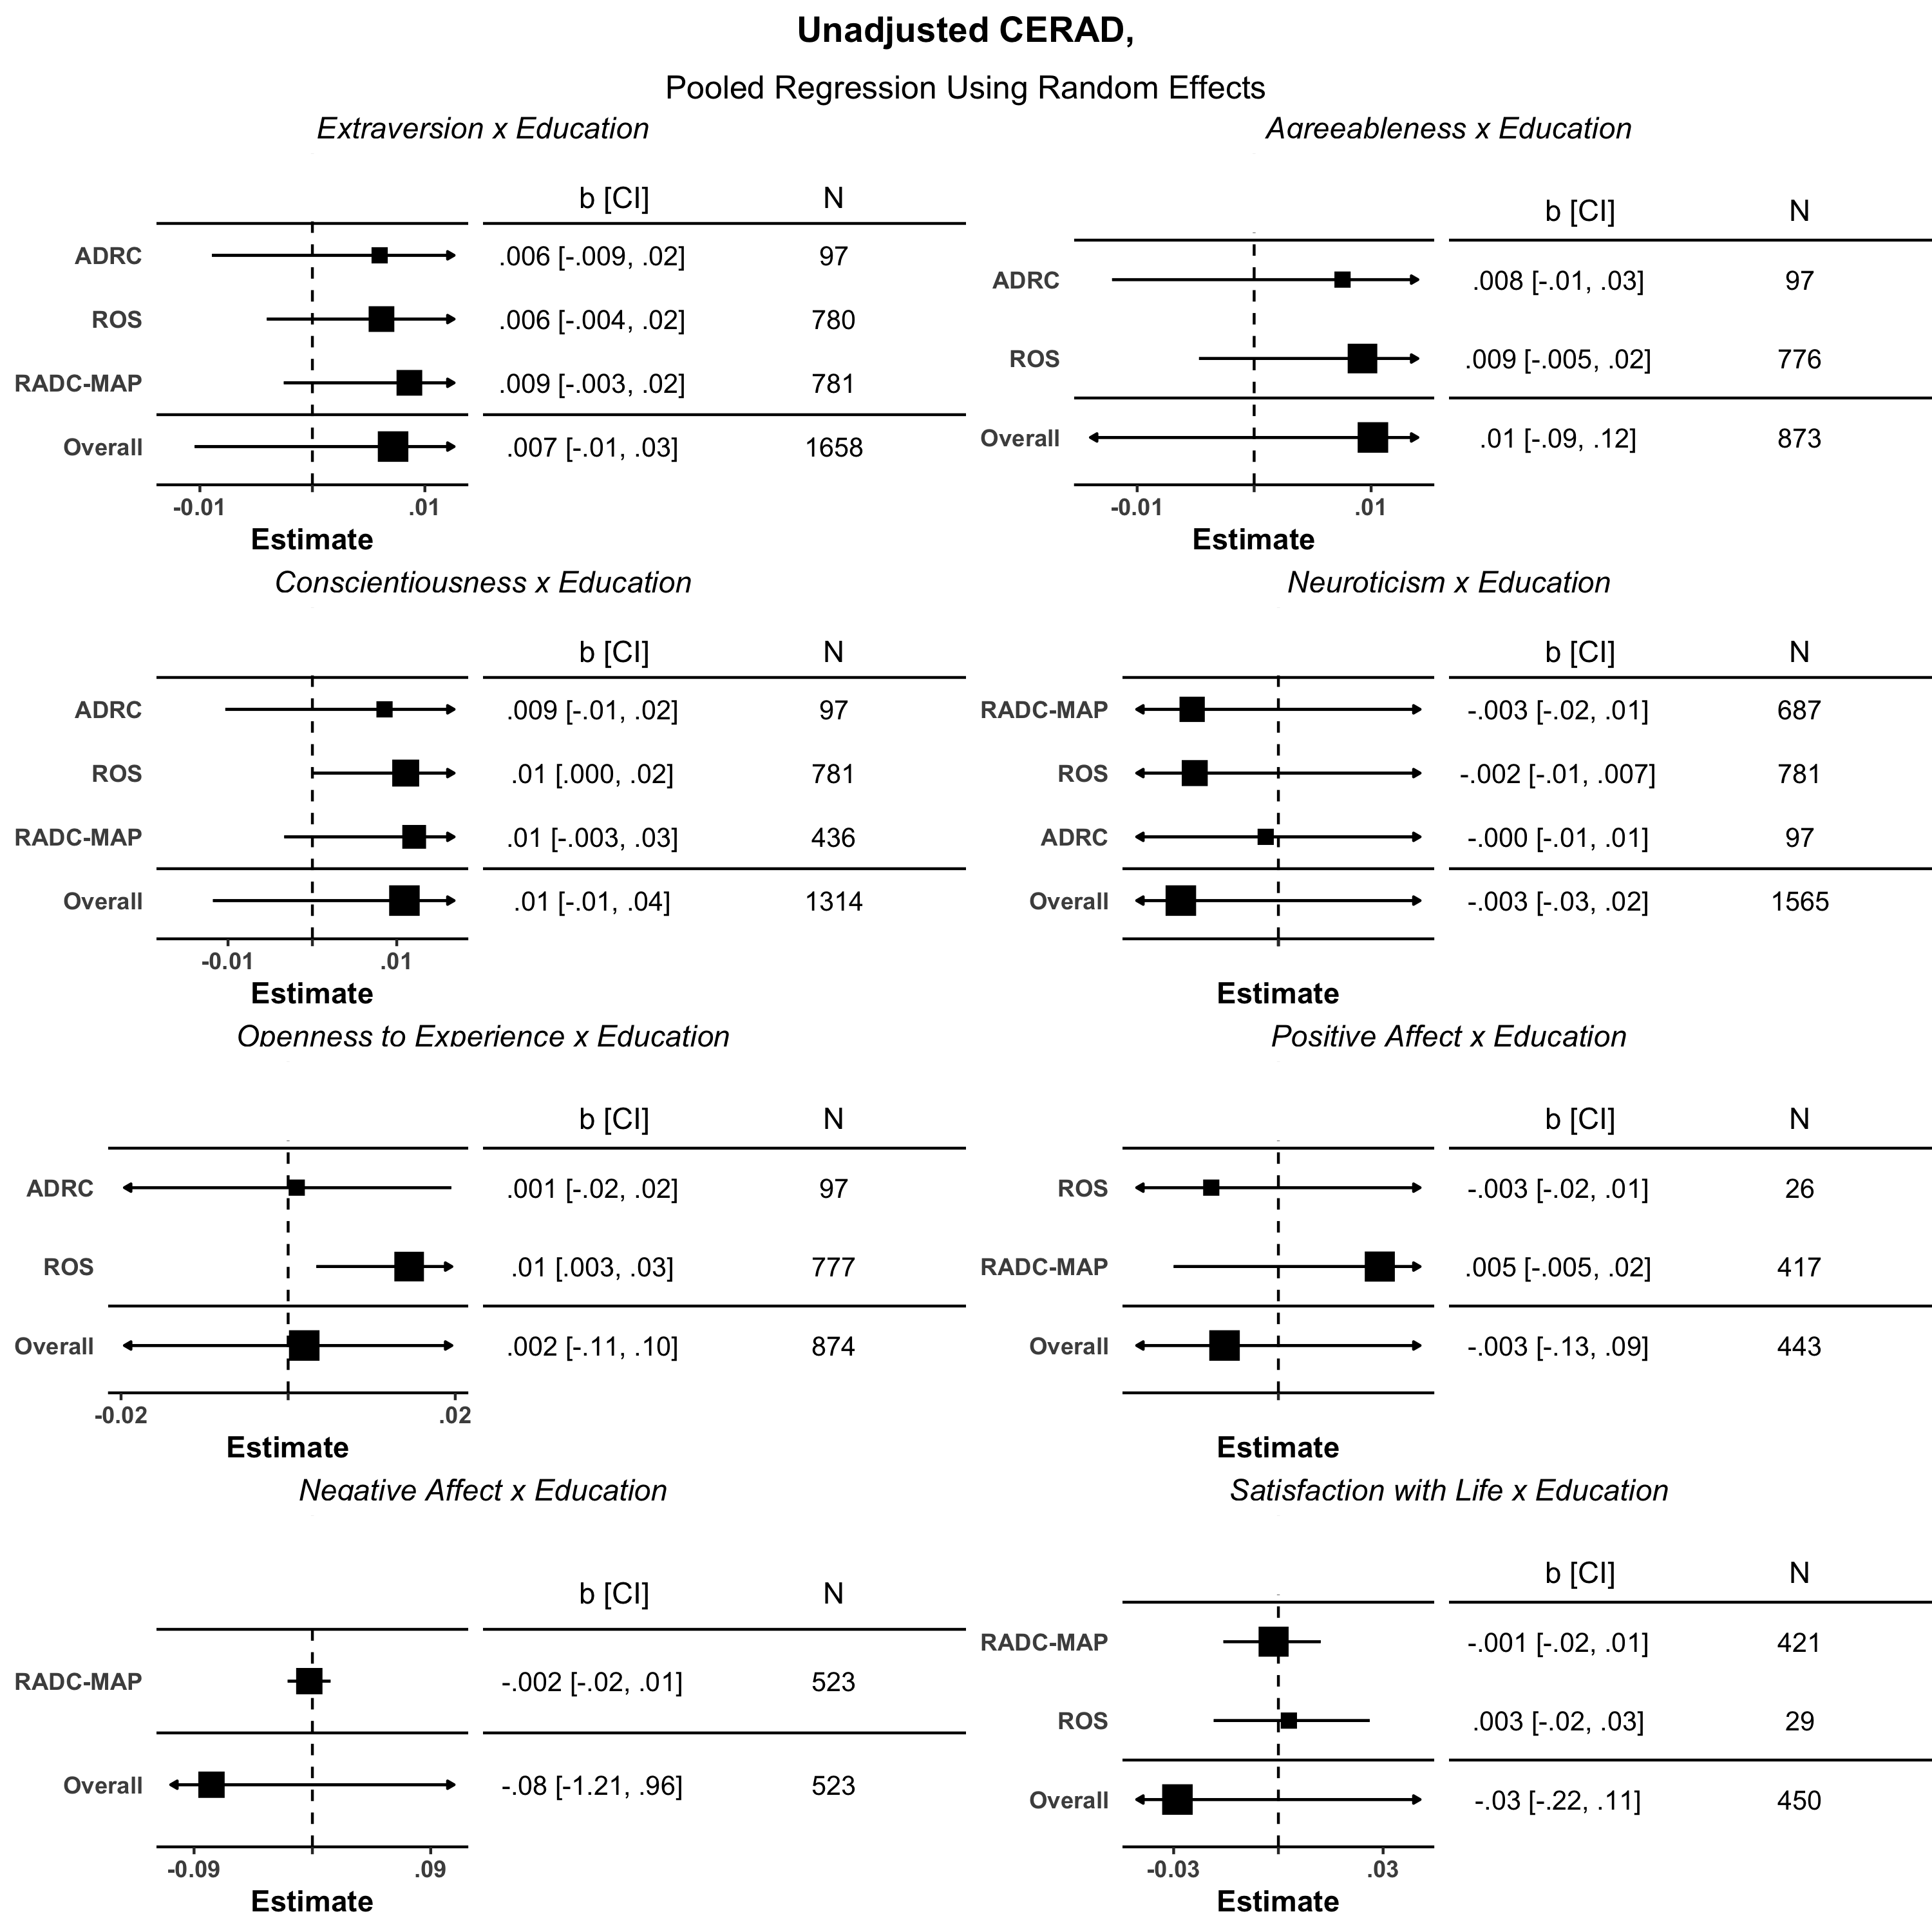 Unadjusted CERAD,
Pooled Regression Using Random Effects
Extraversion x Education
b [CI] N
ADRC .006 [-.009, .02] 97
ROS .006 [-.004, .02] 780
RADC-MAP .009 [-.003, .02] 781
Overall .007 [-.01, .03] 1658
-0.01 .01
Estimate
Agreeableness x Education
b [CI] N
ADRC .008 [-.01, .03] 97
ROS .009 [-.005, .02] 776
Overall .01 [-.09, .12] 873
-0.01 .01
Estimate
Conscientiousness x Education
b [CI] N
ADRC .009 [-.01, .02] 97
ROS .01 [.000, .02] 781
RADC-MAP .01 [-.003, .03] 436
Overall .01 [-.01, .04] 1314
-0.01 .01
Estimate
Neuroticism x Education
b [CI] N
RADC-MAP -.003 [-.02, .01] 687
ROS -.002 [-.01, .007] 781
ADRC -.000 [-.01, .01] 97
Overall -.003 [-.03, .02] 1565
Estimate
Openness to Experience x Education
b [CI] N
ADRC .001 [-.02, .02] 97
ROS .01 [.003, .03] 777
Overall .002 [-.11, .10] 874
-0.02 .02
Estimate
Positive Affect x Education
b [CI] N
ROS -.003 [-.02, .01] 26
RADC-MAP .005 [-.005, .02] 417
Overall -.003 [-.13, .09] 443
Estimate
Negative Affect x Education
b [CI] N
RADC-MAP -.002 [-.02, .01] 523
Overall -.08 [-1.21, .96] 523
-0.09 .09
Estimate
Satisfaction with Life x Education
b [CI] N
RADC-MAP -.001 [-.02, .01] 421
ROS .003 [-.02, .03] 29
Overall -.03 [-.22, .11] 450
-0.03 .03
Estimate